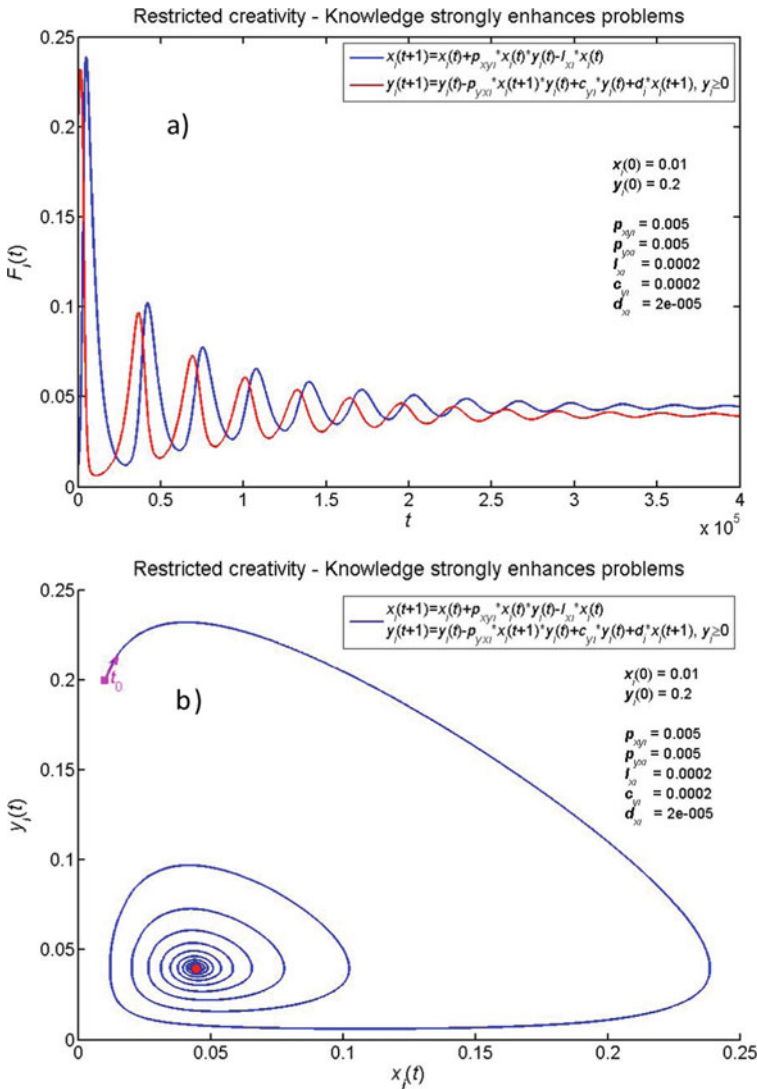 Restricted creativity - Knowledge strongly enhances problems
x_i(t+1)=x_i(t)+p_xyi*x_i(t)*y_i(t)-l_xi*x_i(t)
y_i(t+1)=y_i(t)-p_yxi*x_i(t+1)*y_i(t)+c_yi*y_i(t)+d_i*x_i(t+1), y_i≥0
a)
x_i(0) = 0.01
y_i(0) = 0.2
p_xyi = 0.005
p_yxi = 0.005
l_xi = 0.0002
c_yi = 0.0002
d_xi = 2e-005
F_i(t)
0.25
0.2
0.15
0.1
0.05
0
0 0.5 1 1.5 2 2.5 3 3.5 4
t
x 10^5
Restricted creativity - Knowledge strongly enhances problems
x_i(t+1)=x_i(t)+p_xyi*x_i(t)*y_i(t)-l_xi*x_i(t)
y_i(t+1)=y_i(t)-p_yxi*x_i(t+1)*y_i(t)+c_yi*y_i(t)+d_i*x_i(t+1), y_i≥0
t_0
b)
x_i(0) = 0.01
y_i(0) = 0.2
p_xyi = 0.005
p_yxi = 0.005
l_xi = 0.0002
c_yi = 0.0002
d_xi = 2e-005
y_i(t)
0.25
0.2
0.15
0.1
0.05
0
0 0.05 0.1 0.15 0.2 0.25
x_i(t)